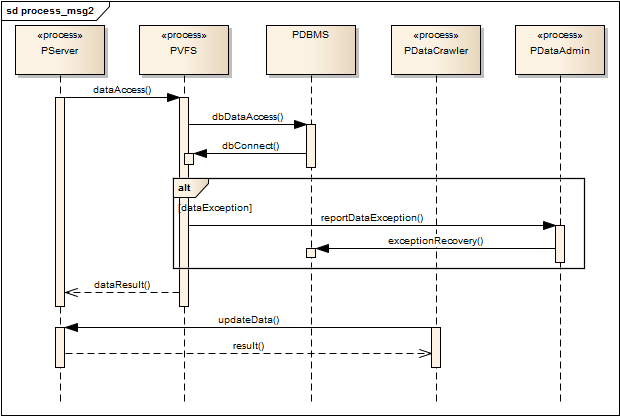 sd process_msg2
«process»
PServer
«process»
PVFS
PDBMS
«process»
PDataCrawler
«process»
PDataAdmin
dataAccess()
dbDataAccess()
dbConnect()
alt
[dataException]
reportDataException()
exceptionRecovery()
dataResult()
updateData()
result()